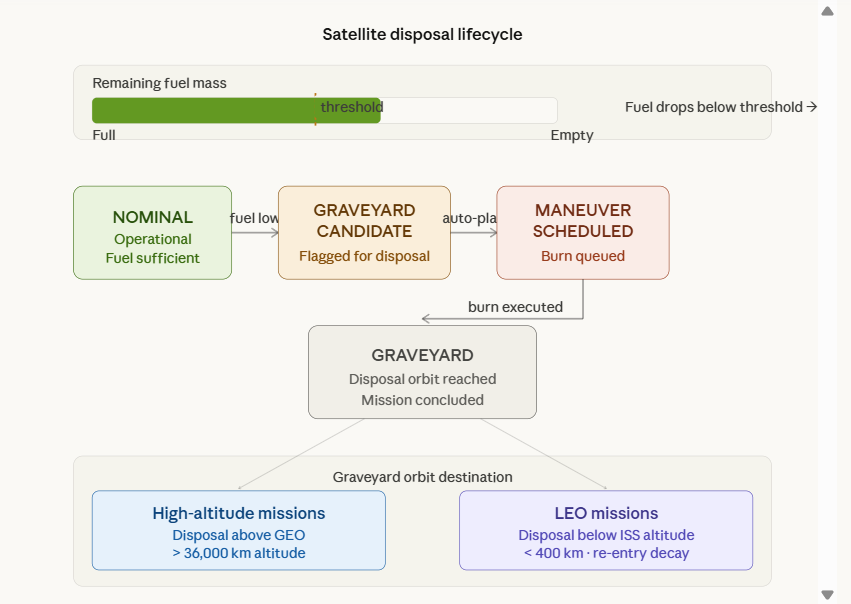 Satellite disposal lifecycle
Remaining fuel mass
threshold
Fuel drops below threshold →
Full
Empty
NOMINAL
Operational
Fuel sufficient
fuel low
GRAVEYARD
CANDIDATE
Flagged for disposal
auto-pla
MANEUVER
SCHEDULED
Burn queued
burn executed
GRAVEYARD
Disposal orbit reached
Mission concluded
Graveyard orbit destination
High-altitude missions
Disposal above GEO
> 36,000 km altitude
LEO missions
Disposal below ISS altitude
< 400 km · re-entry decay